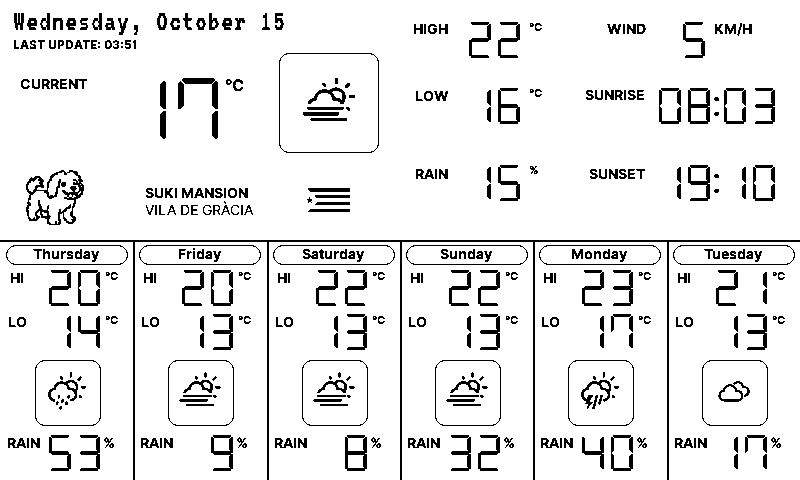 Wednesday, October 15
LAST UPDATE: 03:51
CURRENT 17 °C
SUKI MANSION
VILA DE GRÀCIA
HIGH 22 °C
WIND 5 KM/H
LOW 16 °C
SUNRISE 08:03
RAIN 15 %
SUNSET 19:10
Thursday
HI 20 °C
LO 14 °C
RAIN 53 %
Friday
HI 20 °C
LO 13 °C
RAIN 9 %
Saturday
HI 22 °C
LO 13 °C
RAIN 8 %
Sunday
HI 22 °C
LO 13 °C
RAIN 32 %
Monday
HI 23 °C
LO 17 °C
RAIN 40 %
Tuesday
HI 21 °C
LO 13 °C
RAIN 17 %